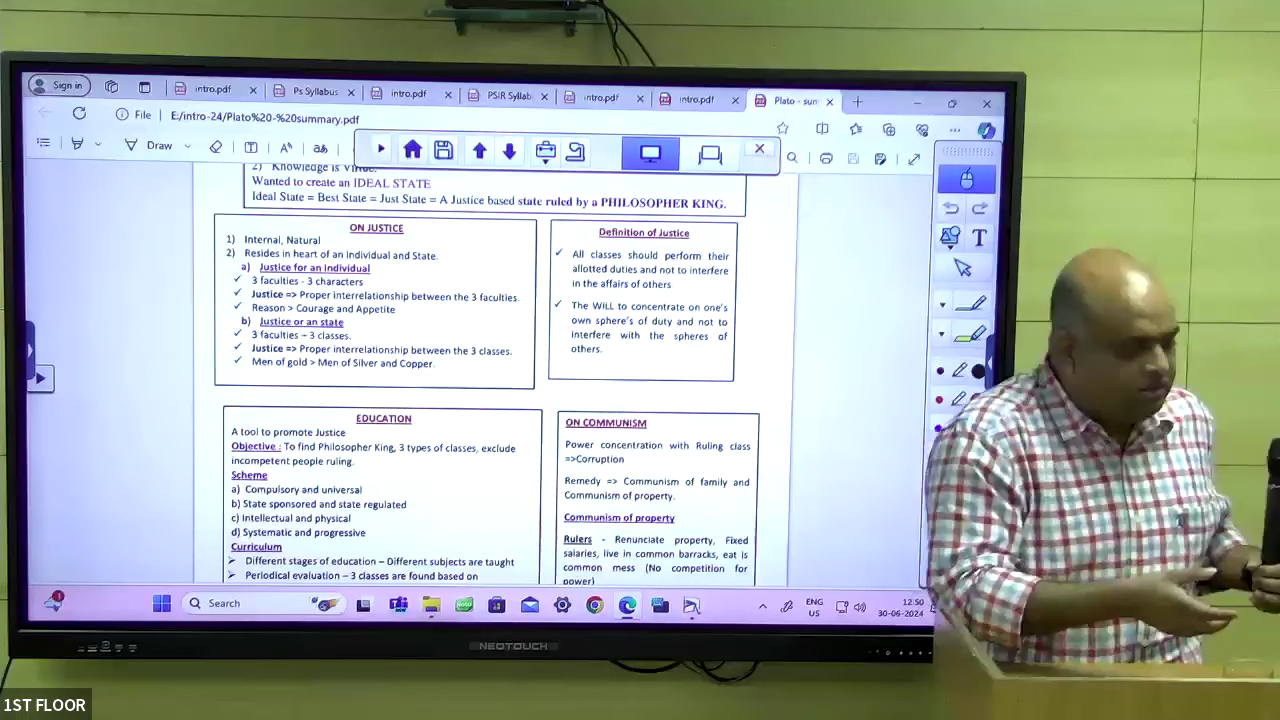 Sign in
intro.pdf
Ps Syllabus
intro.pdf
PSIR Syllab
intro.pdf
intro.pdf
Plato - sum
File
E:/intro-24/Plato%20-%20summary.pdf
Draw
2) Knowledge is Virtue.
Wanted to create an IDEAL STATE
Ideal State = Best State = Just State = A Justice based state ruled by a PHILOSOPHER KING.
ON JUSTICE
1) Internal, Natural
2) Resides in heart of an Individual and State.
a) Justice for an Individual
✓ 3 faculties - 3 characters
✓ Justice => Proper interrelationship between the 3 faculties.
✓ Reason > Courage and Appetite
b) Justice or an state
✓ 3 faculties – 3 classes.
✓ Justice => Proper interrelationship between the 3 classes.
✓ Men of gold > Men of Silver and Copper.
Definition of Justice
✓ All classes should perform their
allotted duties and not to interfere
in the affairs of others
✓ The WILL to concentrate on one's
own sphere's of duty and not to
interfere with the spheres of
others.
EDUCATION
A tool to promote Justice
Objective : To find Philosopher King, 3 types of classes, exclude
incompetent people ruling.
Scheme
a) Compulsory and universal
b) State sponsored and state regulated
c) Intellectual and physical
d) Systematic and progressive
Curriculum
➢ Different stages of education – Different subjects are taught
➢ Periodical evaluation – 3 classes are found based on
ON COMMUNISM
Power concentration with Ruling class
=>Corruption
Remedy => Communism of family and
Communism of property.
Communism of property
Rulers - Renunciate property, Fixed
salaries, live in common barracks, eat is
common mess (No competition for
power)
Search
ENG
US
12:50
30-06-2024
NEOTOUCH
1ST FLOOR